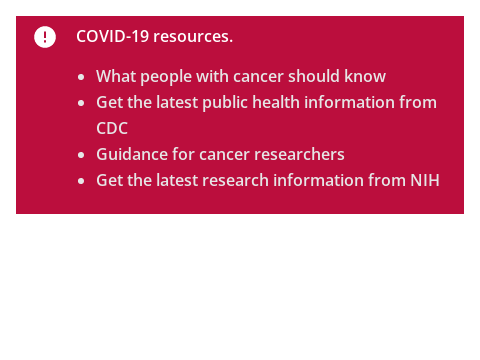 COVID-19 resources.
What people with cancer should know
Get the latest public health information from
CDC
Guidance for cancer researchers
Get the latest research information from NIH